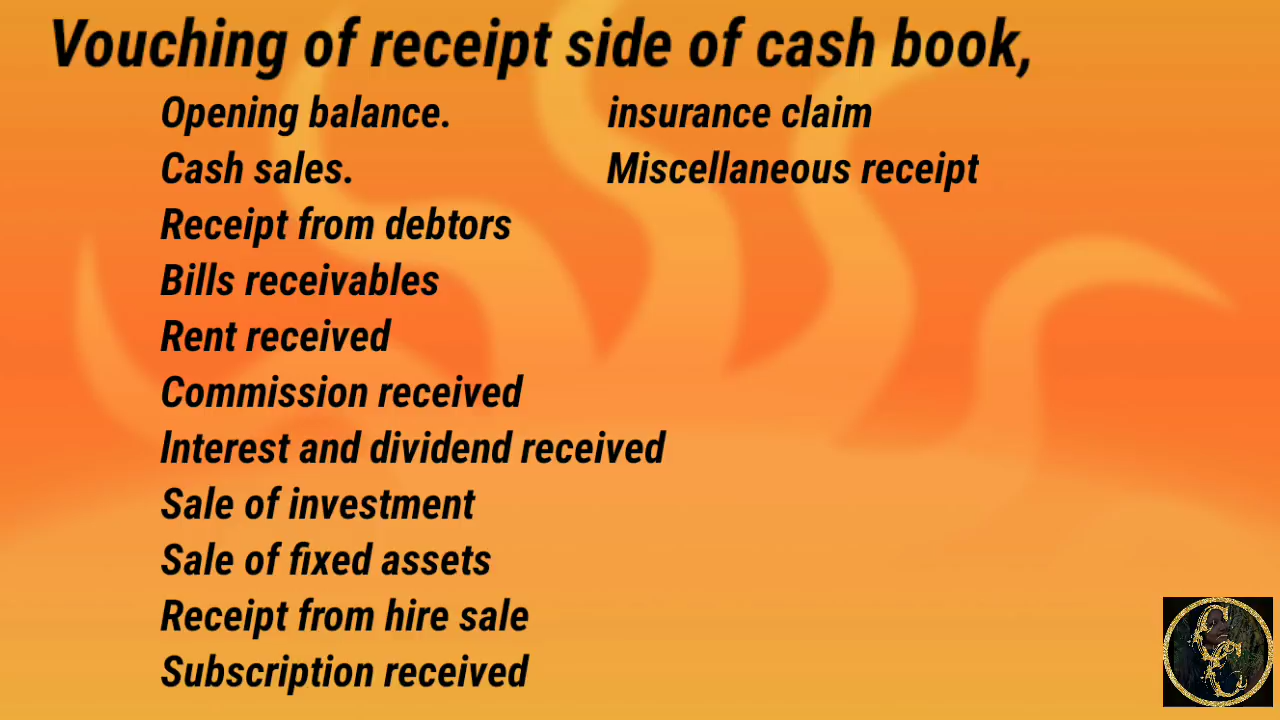 Vouching of receipt side of cash book,
Opening balance.
Cash sales.
Receipt from debtors
Bills receivables
Rent received
Commission received
Interest and dividend received
Sale of investment
Sale of fixed assets
Receipt from hire sale
Subscription received
insurance claim
Miscellaneous receipt